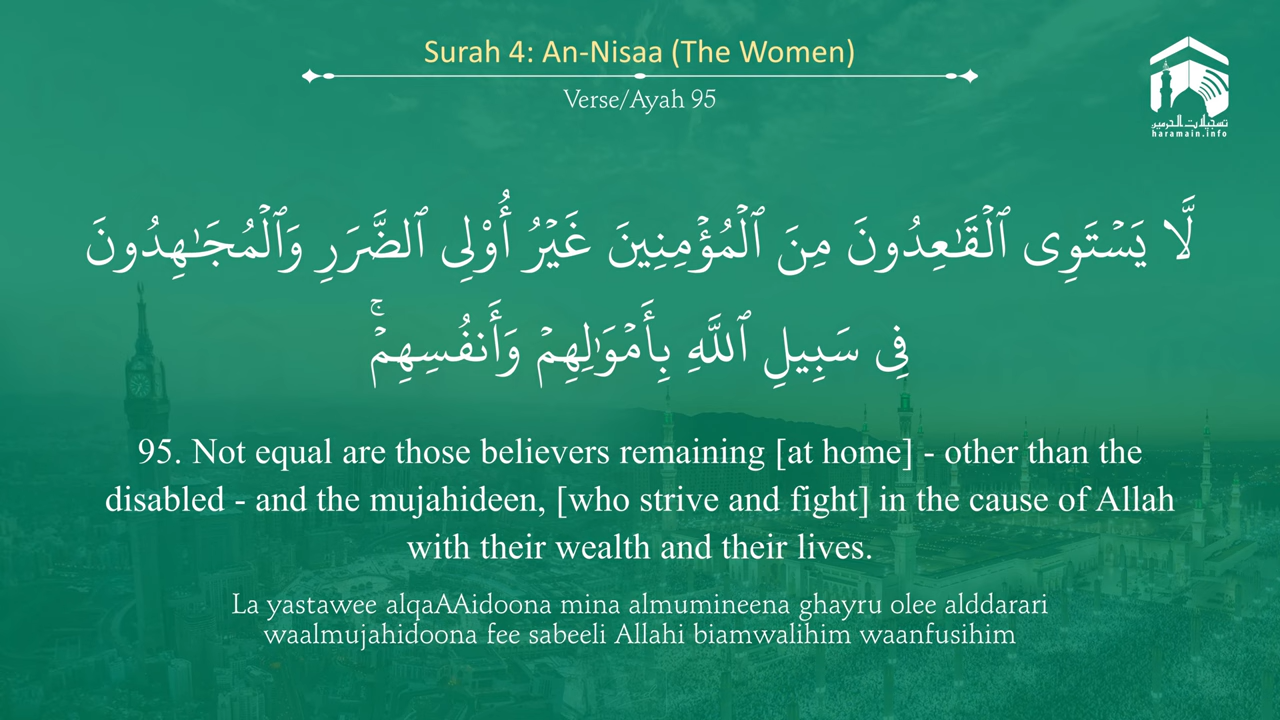 Surah 4: An-Nisaa (The Women)
Verse/Ayah 95
تسجيلات الحرمين
haramain.info
لَّا يَسْتَوِى ٱلْقَٰعِدُونَ مِنَ ٱلْمُؤْمِنِينَ غَيْرُ أُو۟لِى ٱلضَّرَرِ وَٱلْمُجَٰهِدُونَ
فِى سَبِيلِ ٱللَّهِ بِأَمْوَٰلِهِمْ وَأَنفُسِهِمْ ۚ
95. Not equal are those believers remaining [at home] - other than the
disabled - and the mujahideen, [who strive and fight] in the cause of Allah
with their wealth and their lives.
La yastawee alqaAAidoona mina almumineena ghayru olee alddarari
waalmujahidoona fee sabeeli Allahi biamwalihim waanfusihim